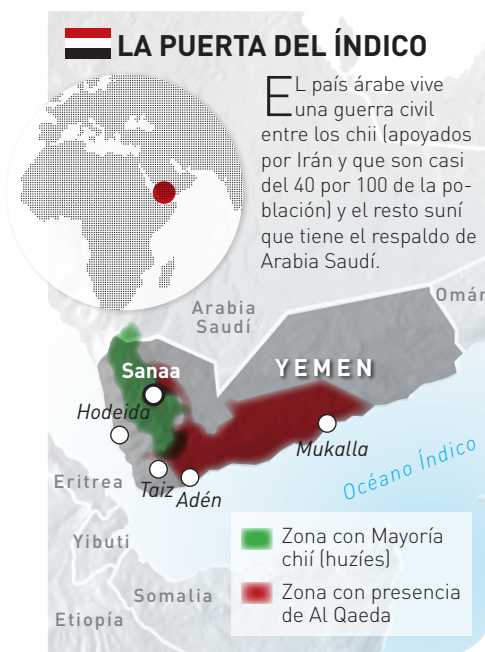 LA PUERTA DEL ÍNDICO
EL país árabe vive
una guerra civil
entre los chii (apoyados
por Irán y que son casi
del 40 por 100 de la po-
blación) y el resto suní
que tiene el respaldo de
Arabia Saudí.
Omán
Arabia
Saudí
YEMEN
Sanaa
Hodeida
Mukalla
Océano Índico
Eritrea
Taiz
Adén
Yibuti
Somalia
Etiopía
Zona con Mayoría
chií (huzíes)
Zona con presencia
de Al Qaeda